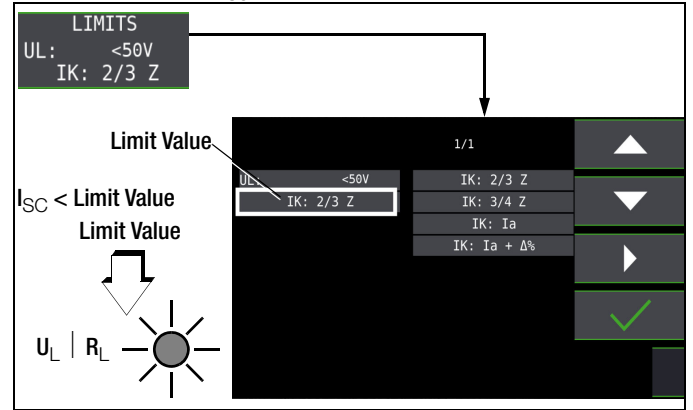 LIMITS
UL: <50V
IK: 2/3 Z
Limit Value
1/1
UL: <50V
IK: 2/3 Z
IK: 2/3 Z
IK: 3/4 Z
IK: Ia
IK: Ia + Δ%
ISC < Limit Value
Limit Value
UL | RL